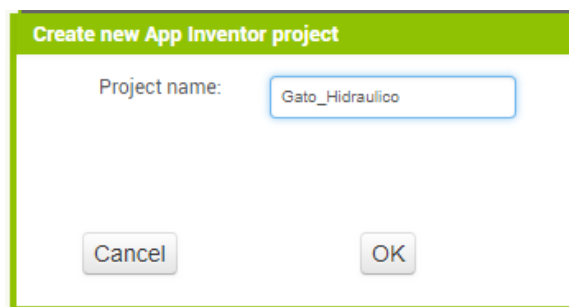 Create new App Inventor project
Project name:
Gato_Hidraulico
Cancel
OK